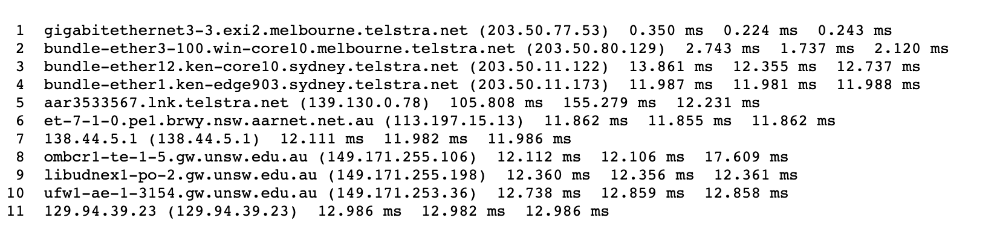 1 gigabitethernet3-3.exi2.melbourne.telstra.net (203.50.77.53) 0.350 ms 0.224 ms 0.243 ms
2 bundle-ether3-100.win-core10.melbourne.telstra.net (203.50.80.129) 2.743 ms 1.737 ms 2.120 ms
3 bundle-ether12.ken-core10.sydney.telstra.net (203.50.11.122) 13.861 ms 12.355 ms 12.737 ms
4 bundle-ether1.ken-edge903.sydney.telstra.net (203.50.11.173) 11.987 ms 11.981 ms 11.988 ms
5 aar3533567.lnk.telstra.net (139.130.0.78) 105.808 ms 155.279 ms 12.231 ms
6 et-7-1-0.pe1.brwy.nsw.aarnet.net.au (113.197.15.13) 11.862 ms 11.855 ms 11.862 ms
7 138.44.5.1 (138.44.5.1) 12.111 ms 11.982 ms 11.986 ms
8 ombcr1-te-1-5.gw.unsw.edu.au (149.171.255.106) 12.112 ms 12.106 ms 17.609 ms
9 libudnex1-po-2.gw.unsw.edu.au (149.171.255.198) 12.360 ms 12.356 ms 12.361 ms
10 ufw1-ae-1-3154.gw.unsw.edu.au (149.171.253.36) 12.738 ms 12.859 ms 12.858 ms
11 129.94.39.23 (129.94.39.23) 12.986 ms 12.982 ms 12.986 ms